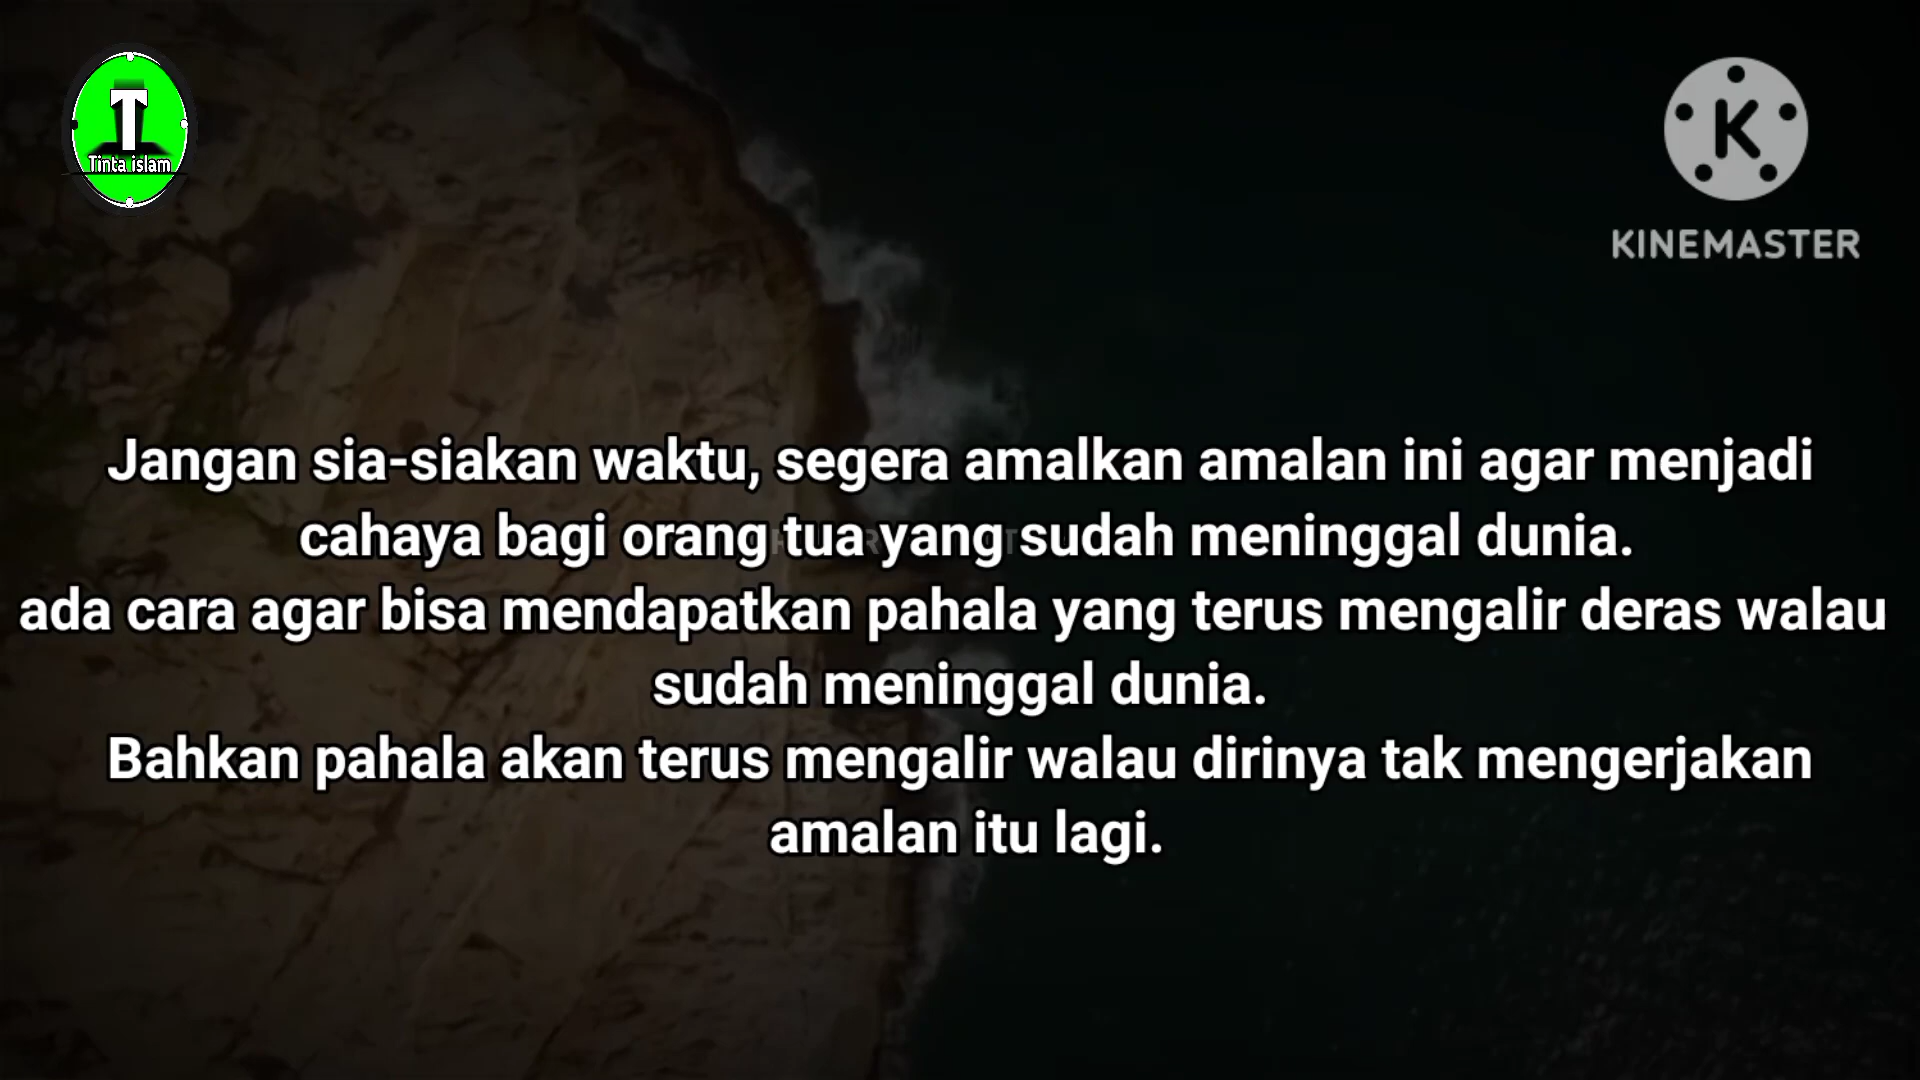 T
Tinta islam
K
KINEMASTER
Jangan sia-siakan waktu, segera amalkan amalan ini agar menjadi
cahaya bagi orang tua yang sudah meninggal dunia.
ada cara agar bisa mendapatkan pahala yang terus mengalir deras walau
sudah meninggal dunia.
Bahkan pahala akan terus mengalir walau dirinya tak mengerjakan
amalan itu lagi.